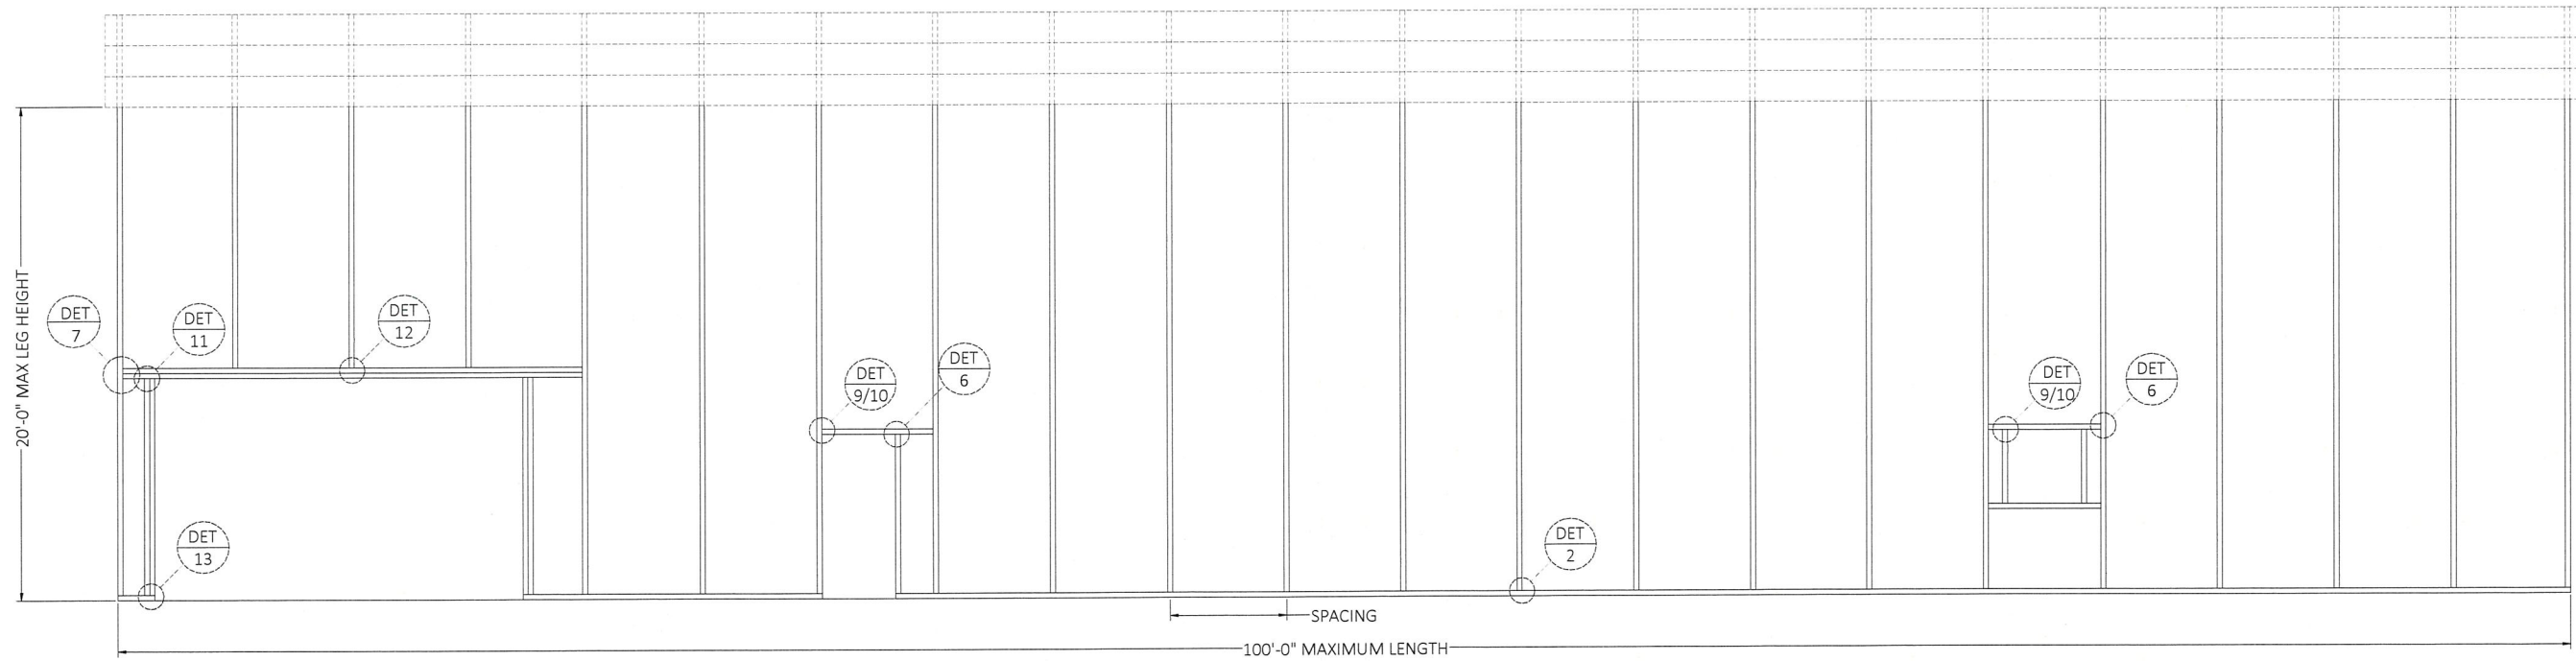 20'-0" MAX LEG HEIGHT
DET
7
DET
11
DET
12
DET
13
DET
9/10
DET
6
DET
2
DET
9/10
DET
6
SPACING
100'-0" MAXIMUM LENGTH